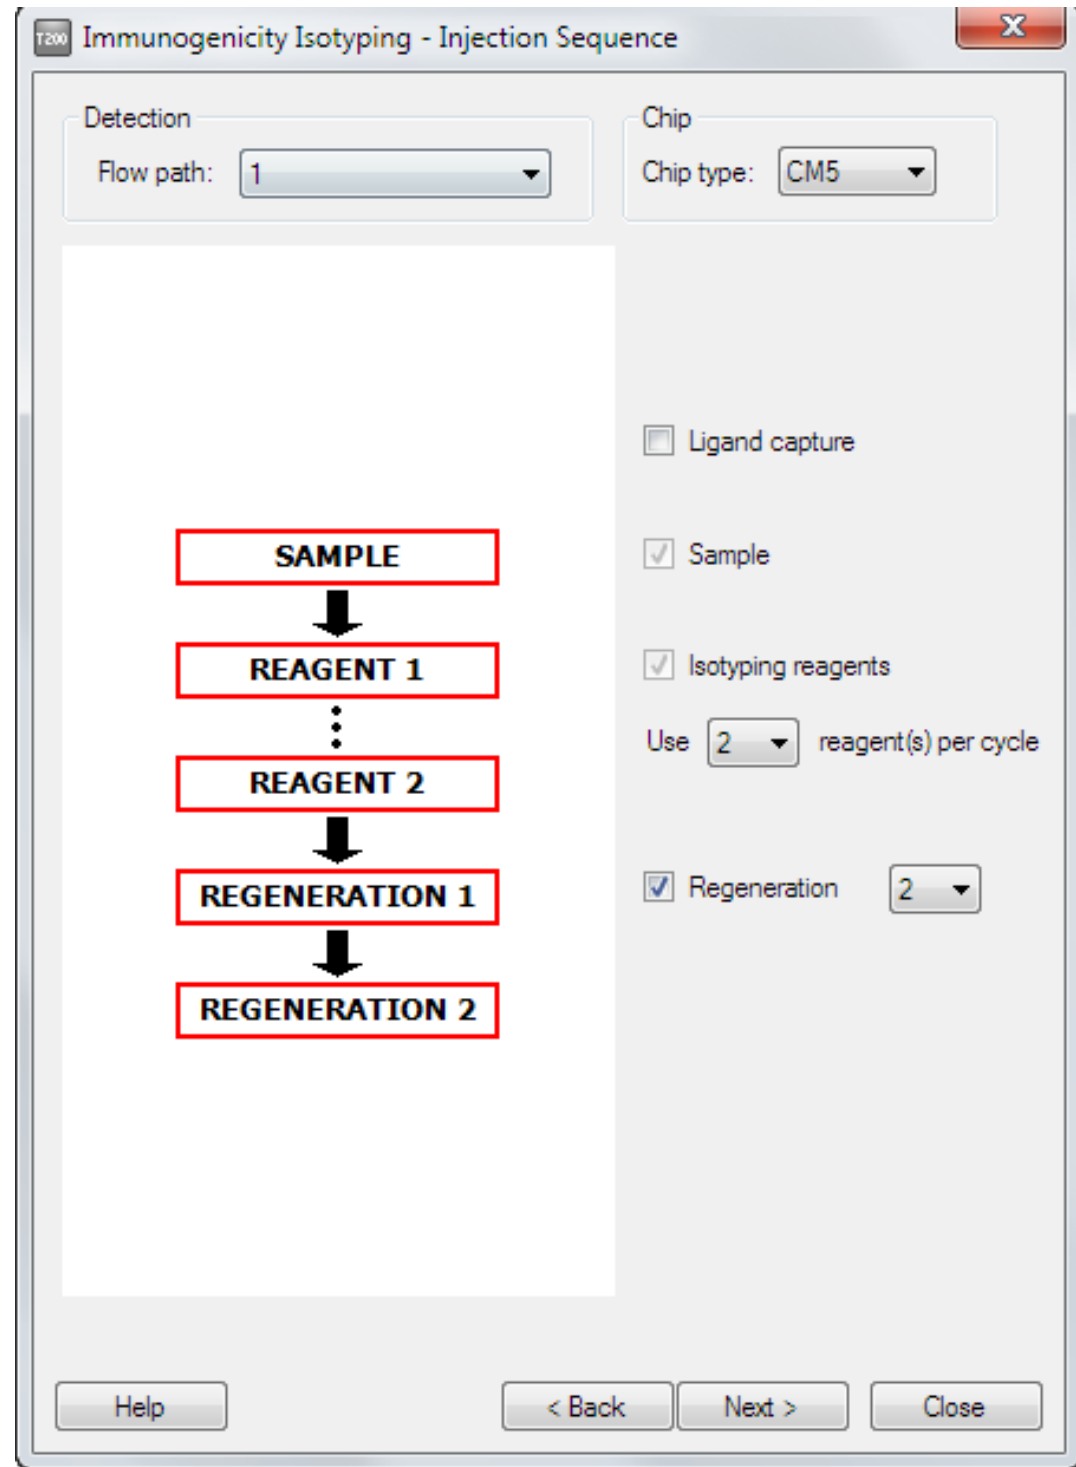 T200 Immunogenicity Isotyping - Injection Sequence
Detection
Flow path: 1
Chip
Chip type: CM5
Ligand capture
SAMPLE
Sample
REAGENT 1
Isotyping reagents
Use 2 reagent(s) per cycle
REAGENT 2
REGENERATION 1
Regeneration 2
REGENERATION 2
Help
< Back
Next >
Close